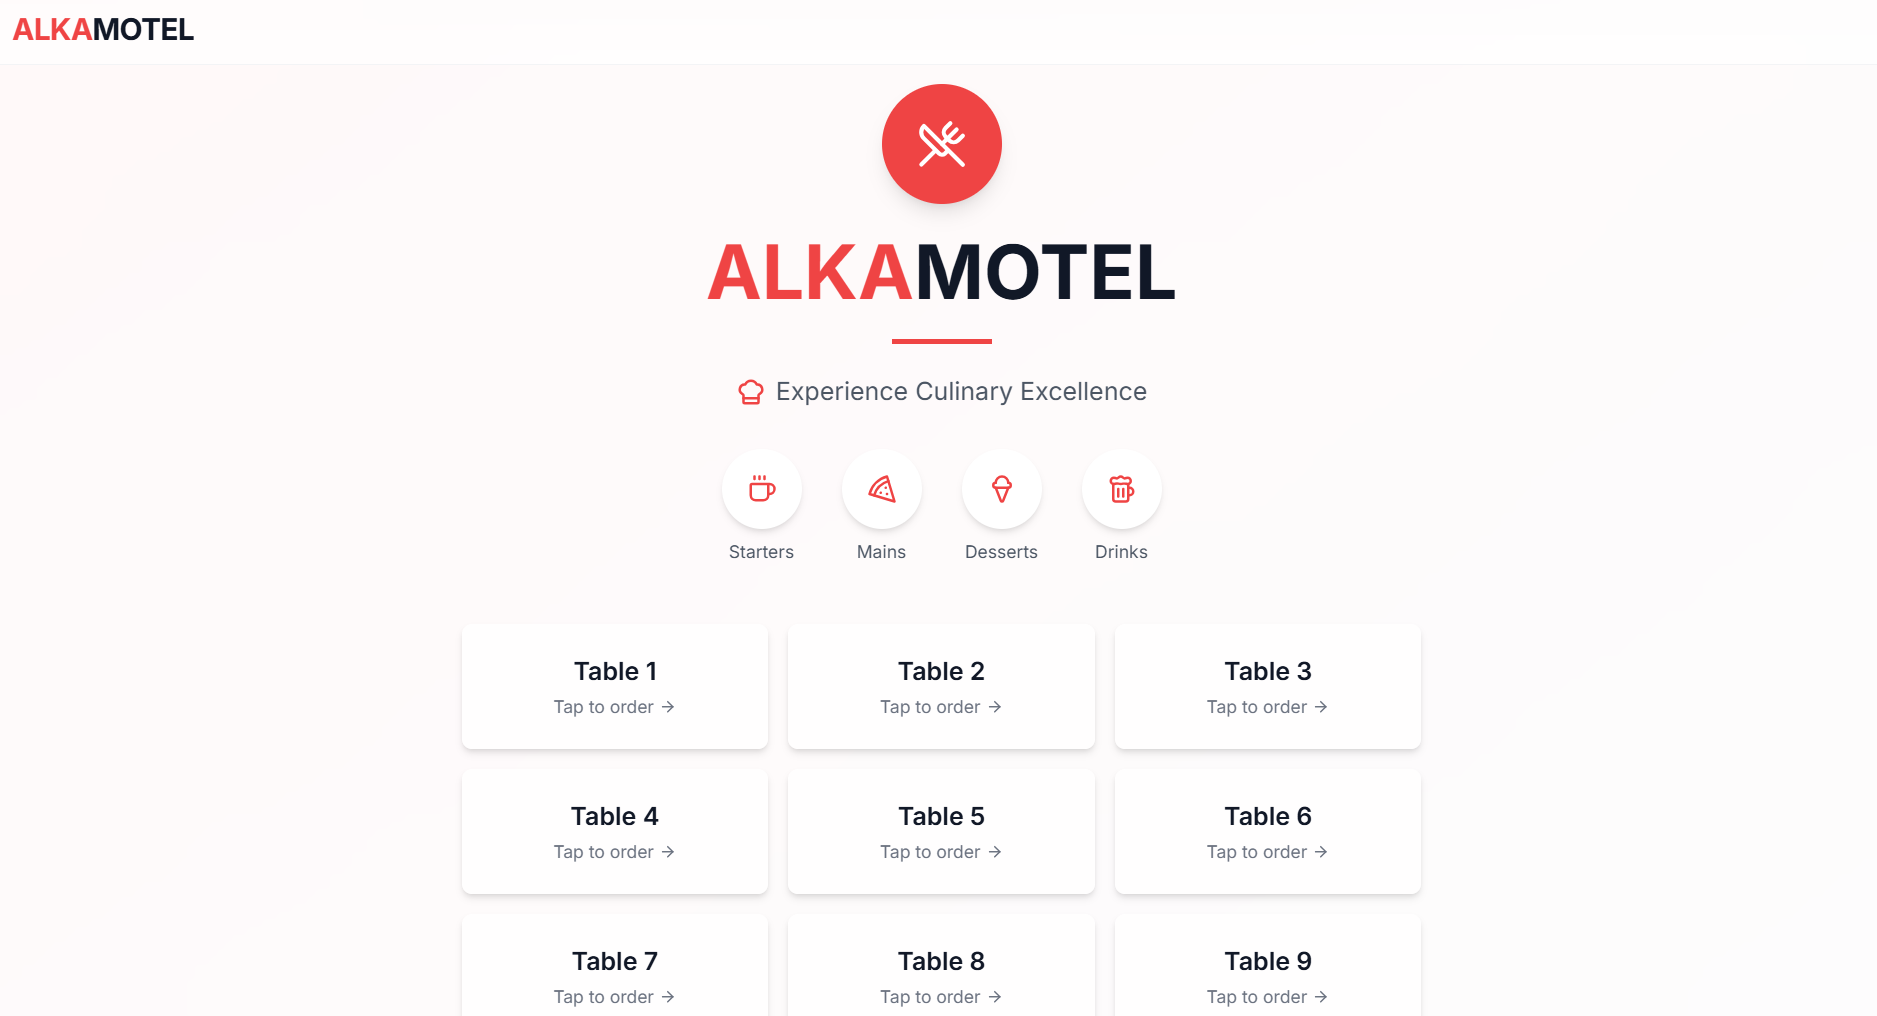 ALKAMOTEL
ALKAMOTEL
Experience Culinary Excellence
Starters
Mains
Desserts
Drinks
Table 1
Tap to order →
Table 2
Tap to order →
Table 3
Tap to order →
Table 4
Tap to order →
Table 5
Tap to order →
Table 6
Tap to order →
Table 7
Tap to order →
Table 8
Tap to order →
Table 9
Tap to order →